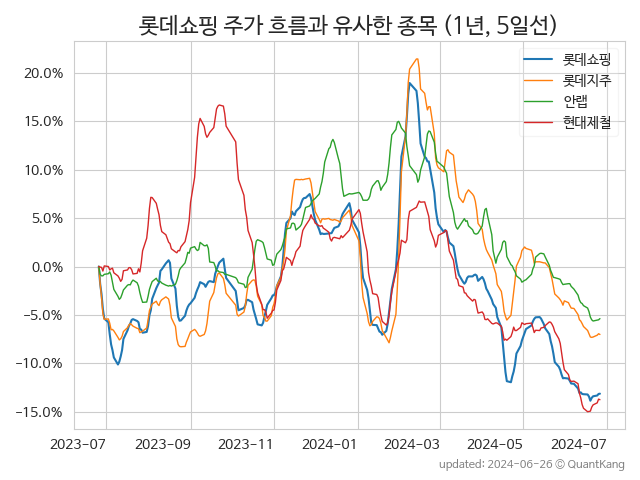 롯데쇼핑 주가 흐름과 유사한 종목 (1년, 5일선)
롯데쇼핑
롯데지주
안랩
현대제철
20.0%
15.0%
10.0%
5.0%
0.0%
−5.0%
−10.0%
−15.0%
2023-07
2023-09
2023-11
2024-01
2024-03
2024-05
2024-07
updated: 2024-06-26 © QuantKang